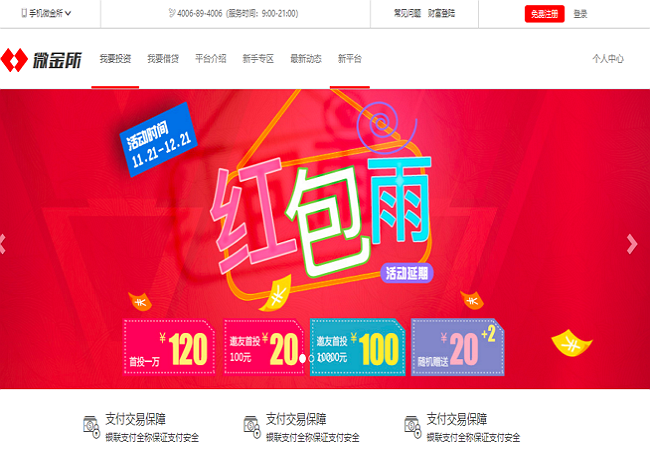 手机微金所
4006-89-4006 (服务时间：9:00-21:00)
常见问题 财富登陆
免费注册 登录
微金所
我要投资 我要借贷 平台介绍 新手专区 最新动态 新平台
个人中心
活动时间
11.21-12.21
红包雨
活动延期
首投一万 ¥120
邀友首投
100元 ¥20
邀友首投
10000元 ¥100
随机赠送 ¥20+2
支付交易保障 支付交易保障 支付交易保障
银联支付全称保证支付安全 银联支付全称保证支付安全 银联支付全称保证支付安全